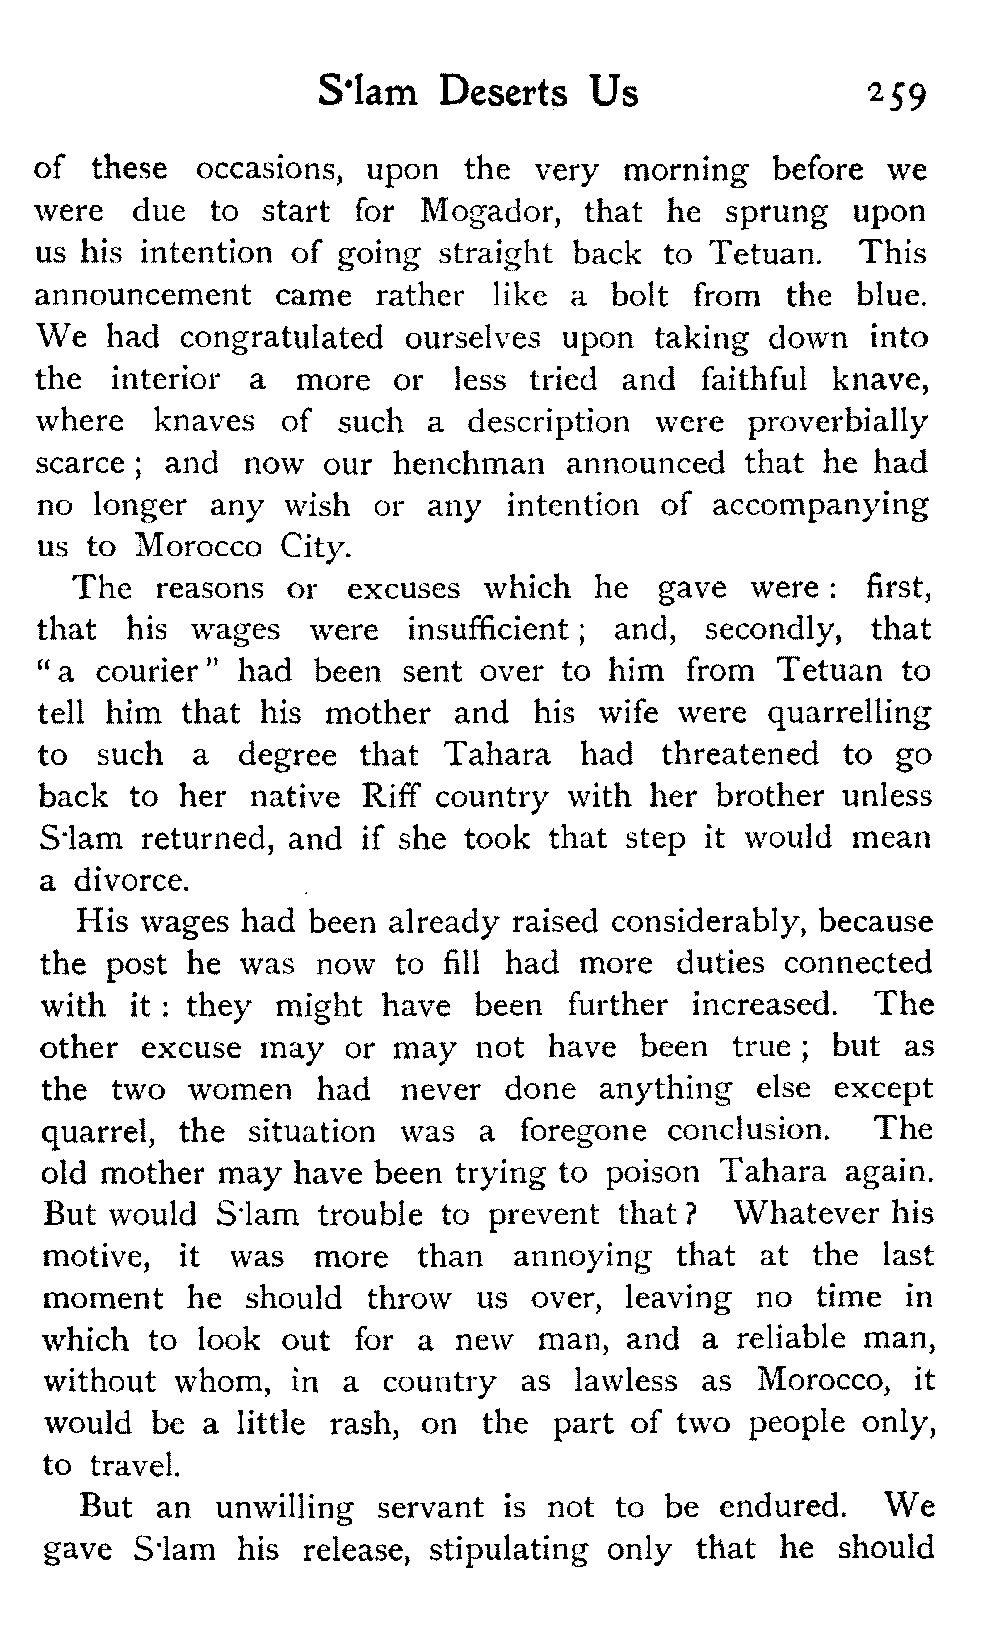 S·lam Deserts Us 259
of these occasions, upon the very morning before we
were due to start for Mogador, that he sprung upon
us his intention of going straight back to Tetuan. This
announcement came rather like a bolt from the blue.
We had congratulated ourselves upon taking down into
the interior a more or less tried and faithful knave,
where knaves of such a description were proverbially
scarce ; and now our henchman announced that he had
no longer any wish or any intention of accompanying
us to Morocco City.
The reasons or excuses which he gave were : first,
that his wages were insufficient ; and, secondly, that
“ a courier ” had been sent over to him from Tetuan to
tell him that his mother and his wife were quarrelling
to such a degree that Tahara had threatened to go
back to her native Riff country with her brother unless
S·lam returned, and if she took that step it would mean
a divorce.
His wages had been already raised considerably, because
the post he was now to fill had more duties connected
with it : they might have been further increased. The
other excuse may or may not have been true ; but as
the two women had never done anything else except
quarrel, the situation was a foregone conclusion. The
old mother may have been trying to poison Tahara again.
But would S·lam trouble to prevent that ? Whatever his
motive, it was more than annoying that at the last
moment he should throw us over, leaving no time in
which to look out for a new man, and a reliable man,
without whom, in a country as lawless as Morocco, it
would be a little rash, on the part of two people only,
to travel.
But an unwilling servant is not to be endured. We
gave S·lam his release, stipulating only that he should